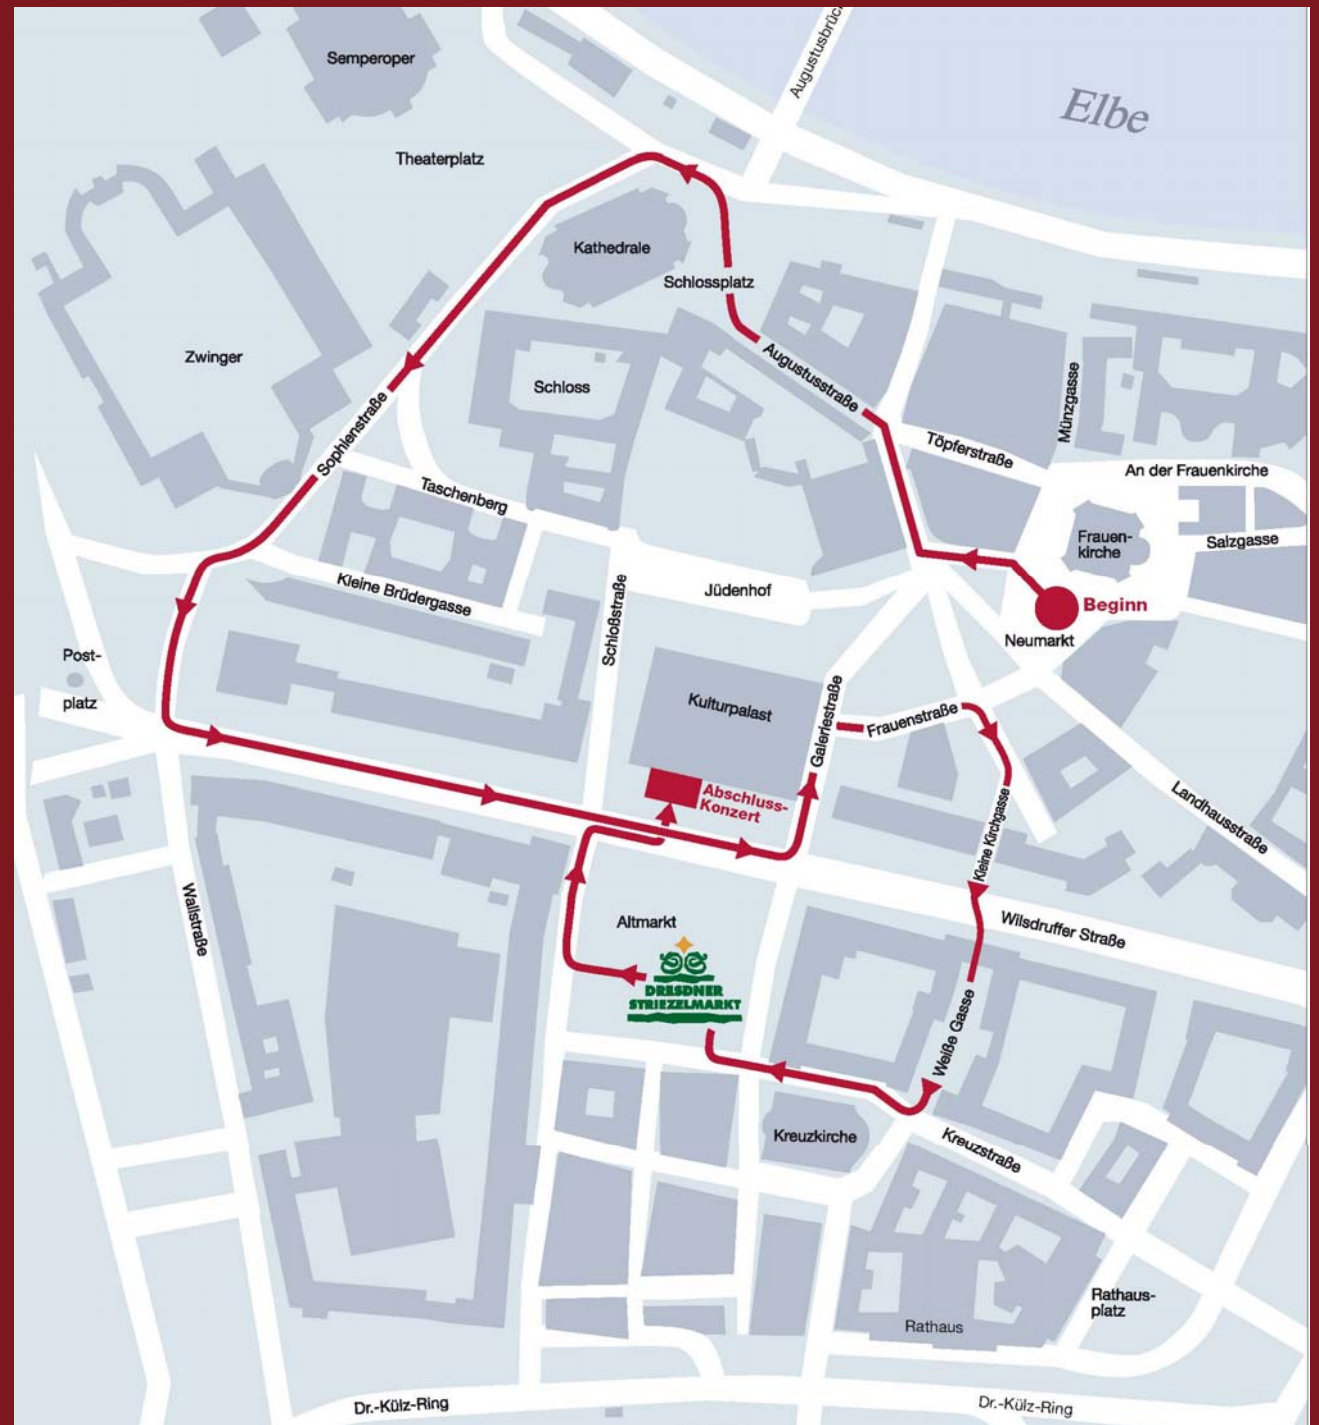 Semperoper
Augustusbrüc
Elbe
Theaterplatz
Kathedrale
Schlossplatz
Zwinger
Schloss
Augustusstraße
Münzgasse
Sophienstraße
Töpferstraße
An der Frauenkirche
Taschenberg
Frauen-
kirche
Salzgasse
Kleine Brüdergasse
Schloßstraße
Jüdenhof
Beginn
Neumarkt
Post-
platz
Kulturpalast
Galeriestraße
Frauenstraße
Abschluss-
Konzert
Kleine Kirchgasse
Landhausstraße
Wallstraße
Altmarkt
Wilsdruffer Straße
DRESDNER
STRIEZELMARKT
Weiße Gasse
Kreuzkirche
Kreuzstraße
Rathaus-
platz
Rathaus
Dr.-Külz-Ring
Dr.-Külz-Ring